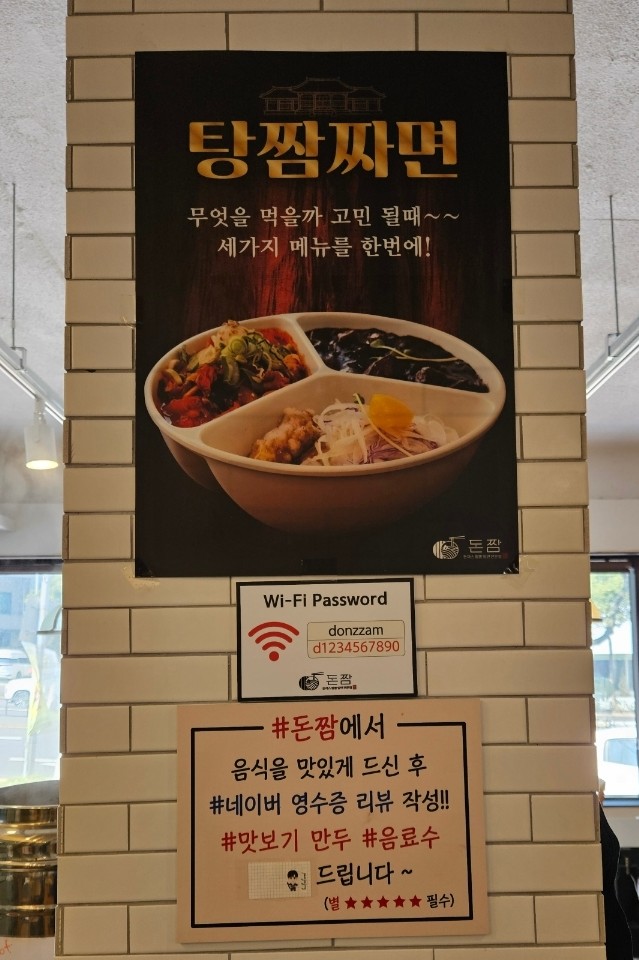 탕짬짜면
무엇을 먹을까 고민 될때~~
세가지 메뉴를 한번에!
돈짬
Wi-Fi Password
donzzam
d1234567890
돈짬
#돈짬에서
음식을 맛있게 드신 후
#네이버 영수증 리뷰 작성!!
#맛보기 만두 #음료수
드립니다~
(별 ★★★★★ 필수)